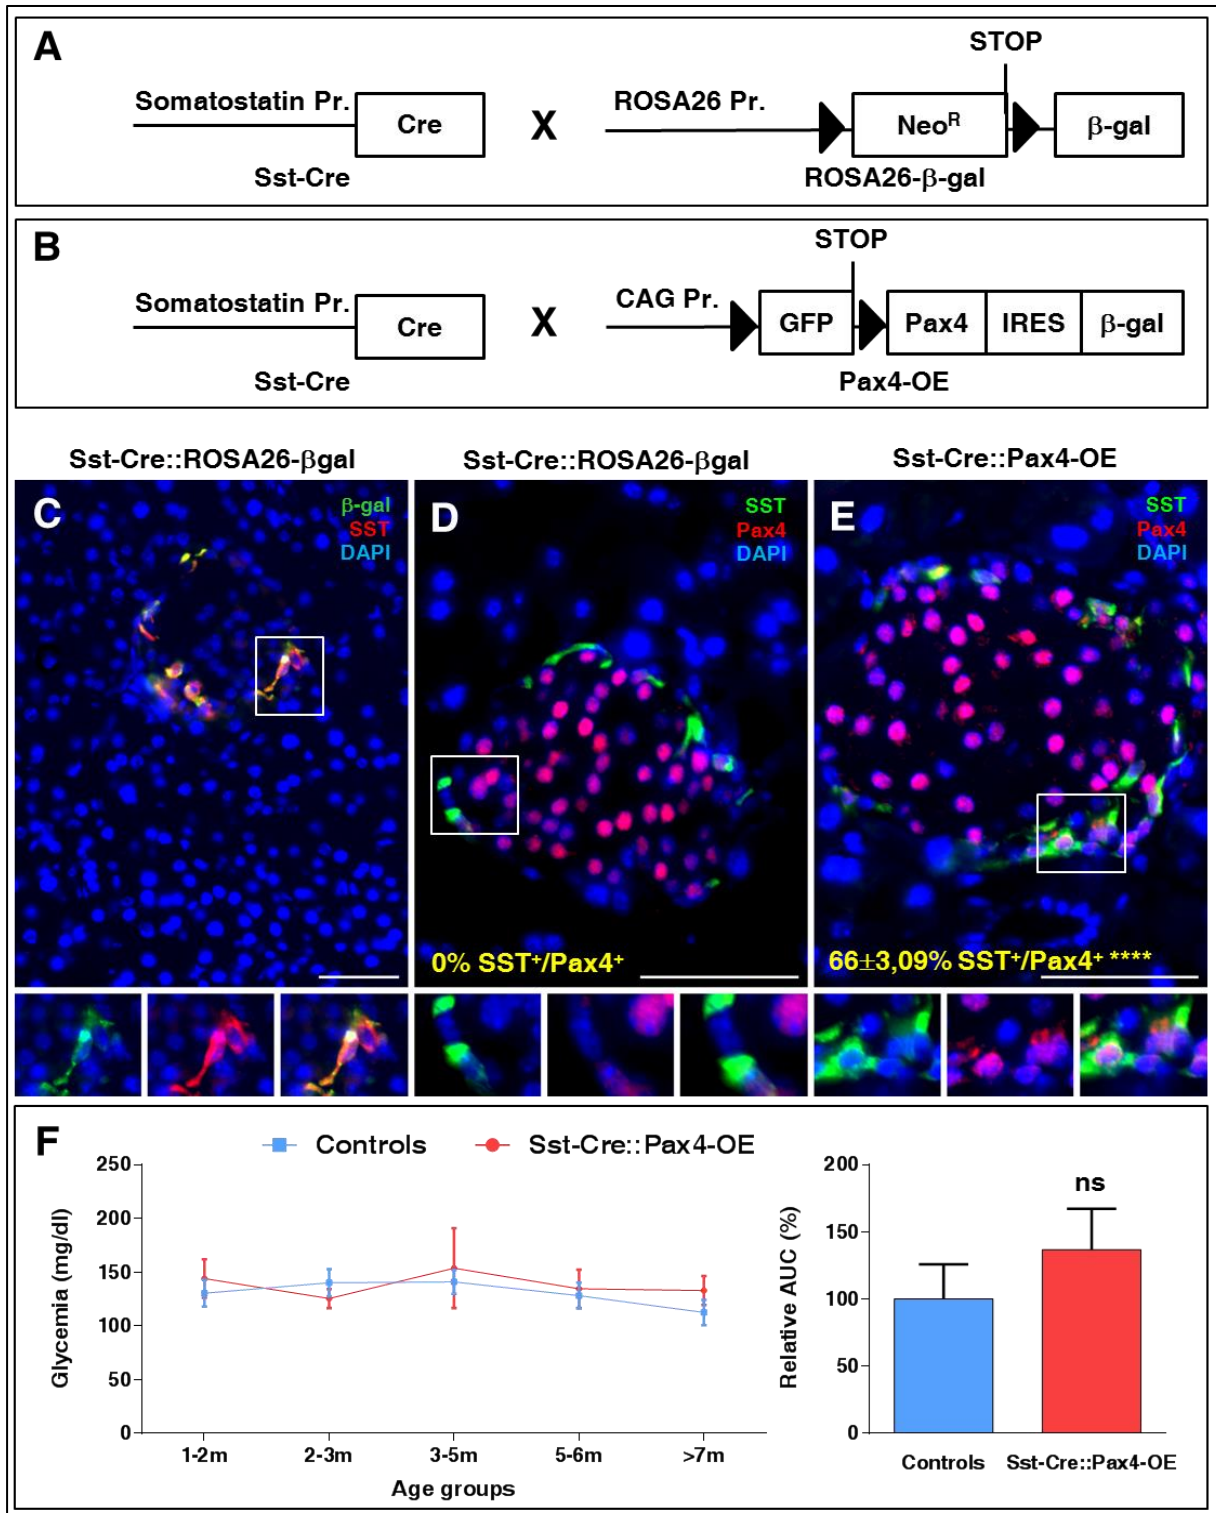 A
STOP
Somatostatin Pr.
Cre
X
ROSA26 Pr.
Neo^R
β-gal
Sst-Cre
ROSA26-β-gal
B
STOP
Somatostatin Pr.
Cre
X
CAG Pr.
GFP
Pax4
IRES
β-gal
Sst-Cre
Pax4-OE
Sst-Cre::ROSA26-βgal
Sst-Cre::ROSA26-βgal
Sst-Cre::Pax4-OE
C
β-gal
SST
DAPI
D
SST
Pax4
DAPI
0% SST⁺/Pax4⁺
E
SST
Pax4
DAPI
66±3,09% SST⁺/Pax4⁺ ****
F
Controls
Sst-Cre::Pax4-OE
Glycemia (mg/dl)
250
200
150
100
50
0
1-2m
2-3m
3-5m
5-6m
>7m
Age groups
Relative AUC (%)
200
150
100
50
0
ns
Controls
Sst-Cre::Pax4-OE